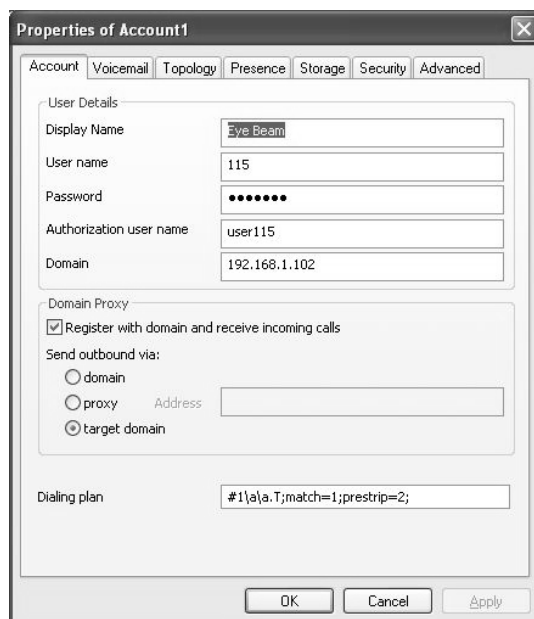 Properties of Account1
Account Voicemail Topology Presence Storage Security Advanced
User Details
Display Name Eye Beam
User name 115
Password •••••••
Authorization user name user115
Domain 192.168.1.102
Domain Proxy
Register with domain and receive incoming calls
Send outbound via:
domain
proxy Address
target domain
Dialing plan #1\a\a.T;match=1;prestrip=2;
OK Cancel Apply